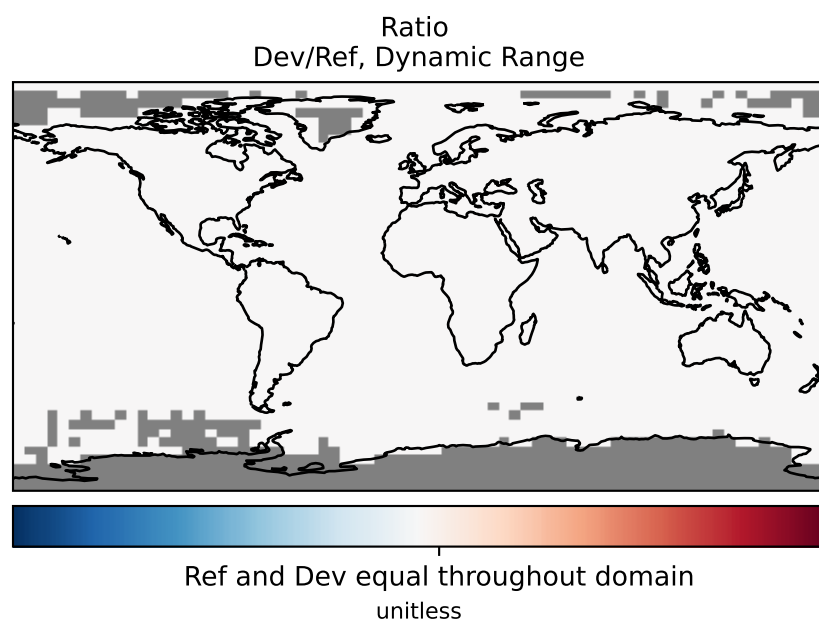 Ratio
Dev/Ref, Dynamic Range
Ref and Dev equal throughout domain
unitless